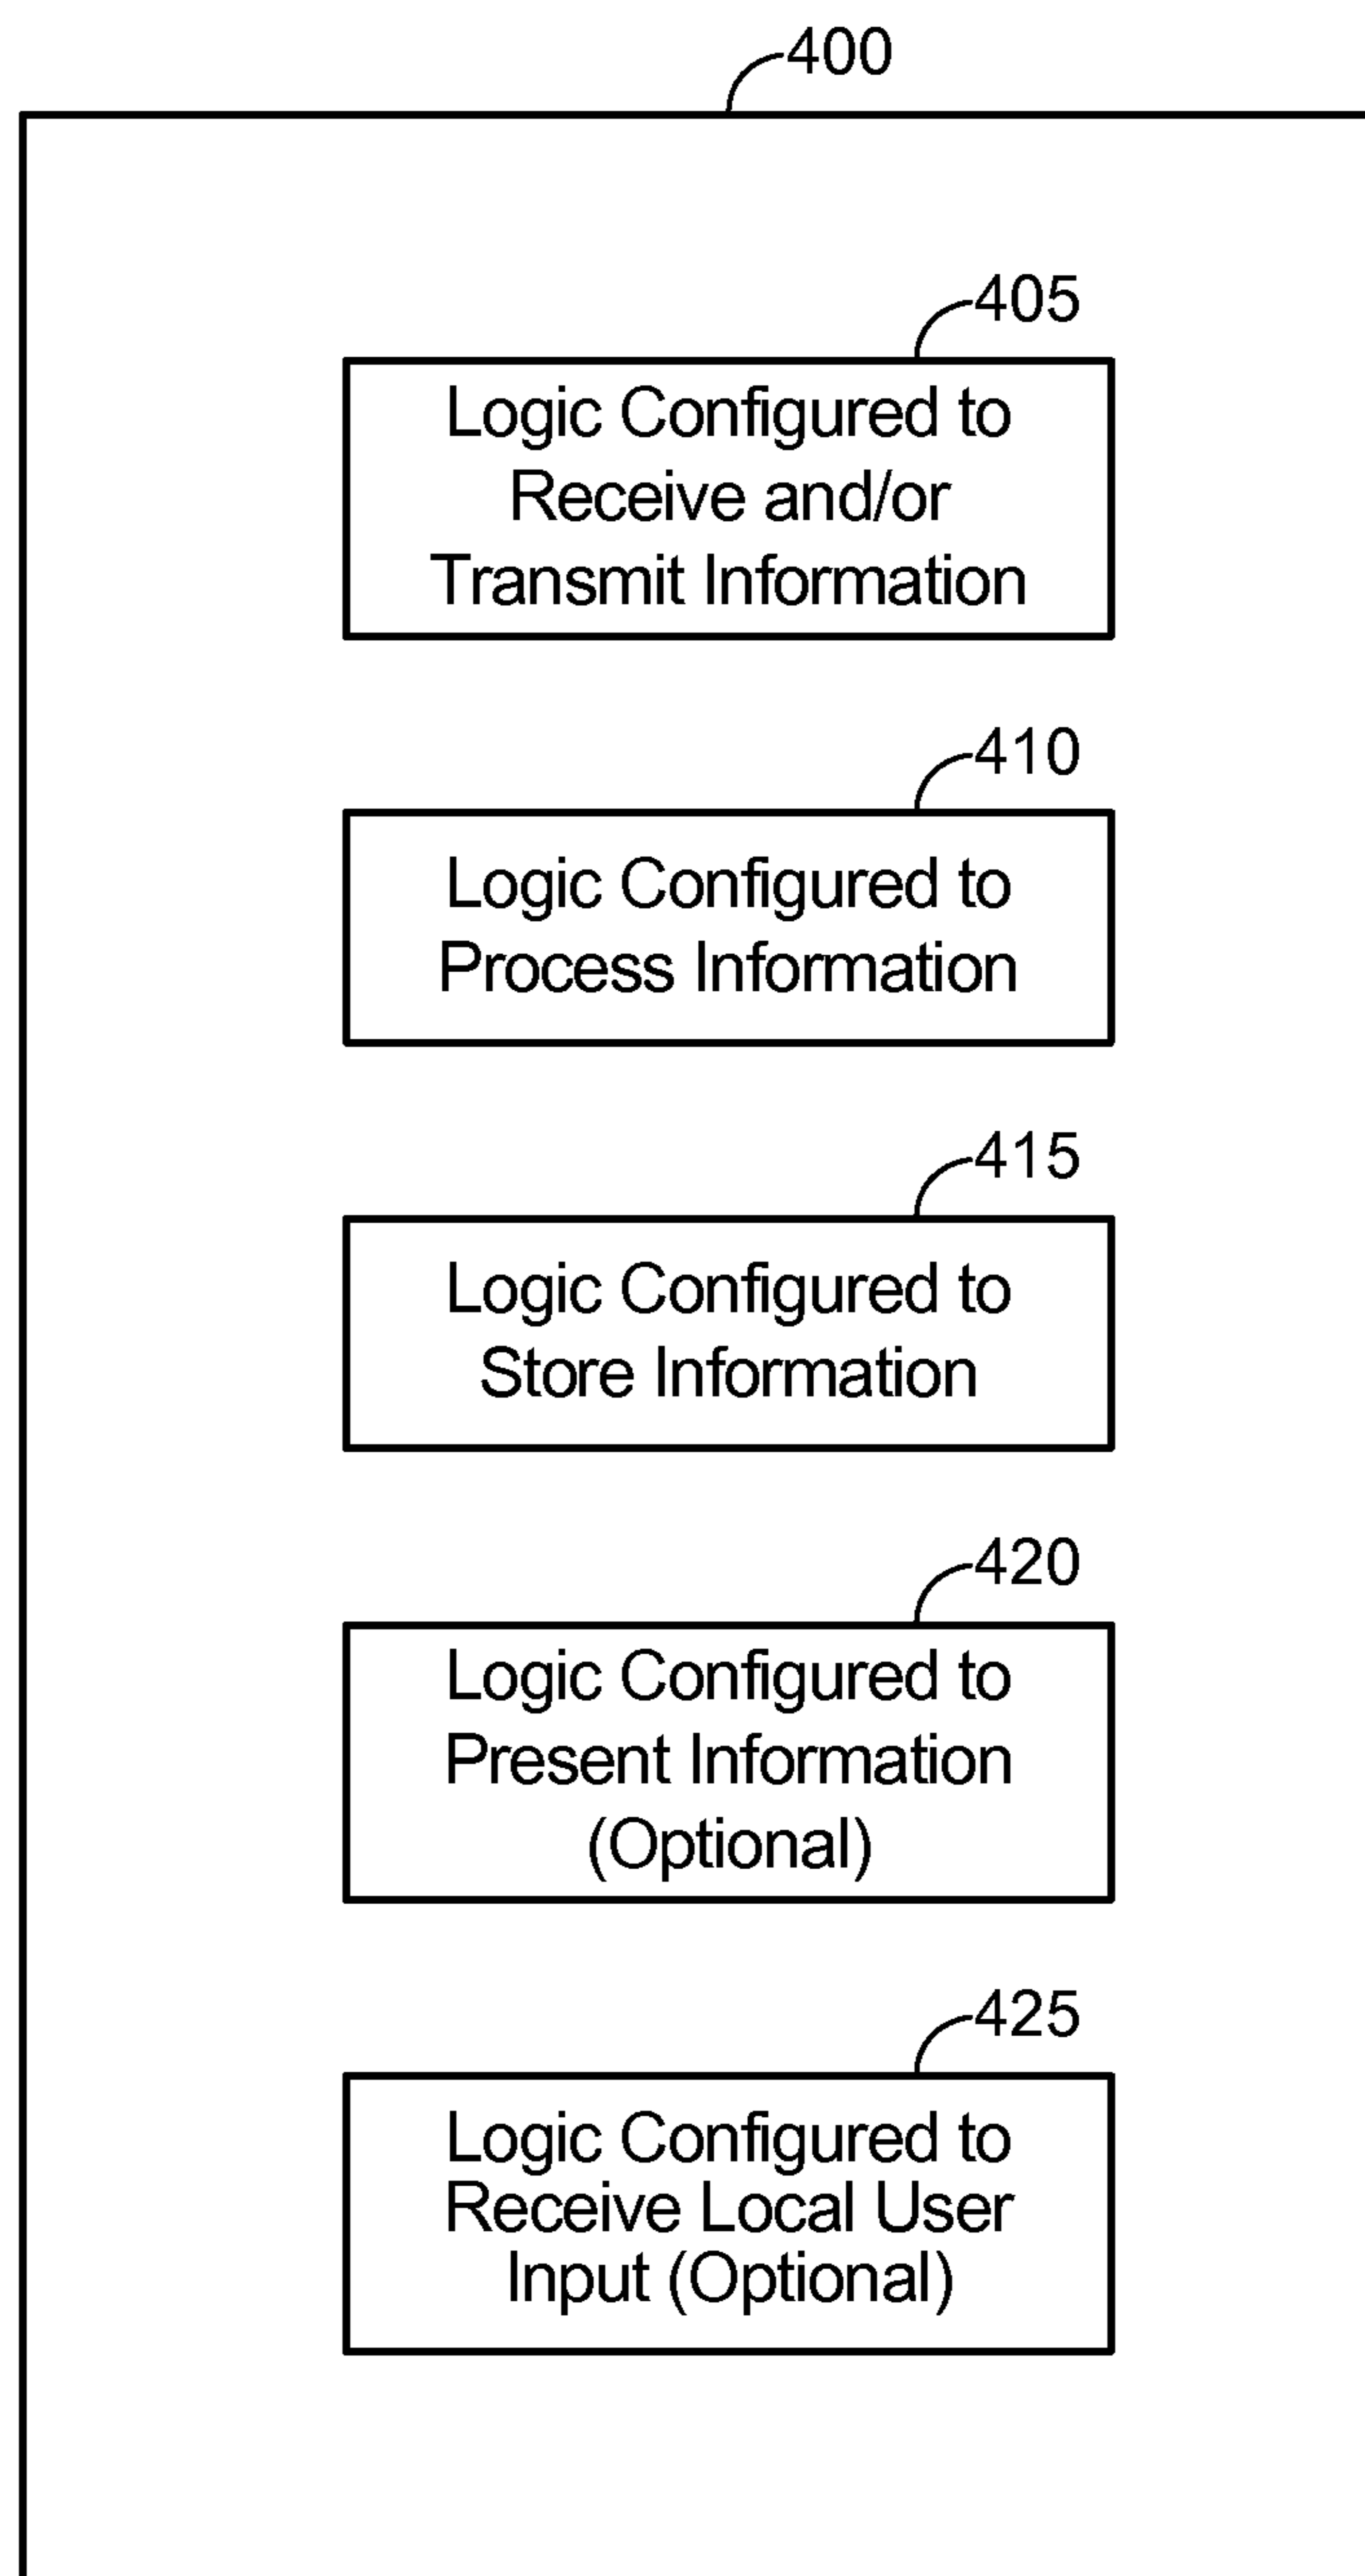 400
405
Logic Configured to
Receive and/or
Transmit Information
410
Logic Configured to
Process Information
415
Logic Configured to
Store Information
420
Logic Configured to
Present Information
(Optional)
425
Logic Configured to
Receive Local User
Input (Optional)